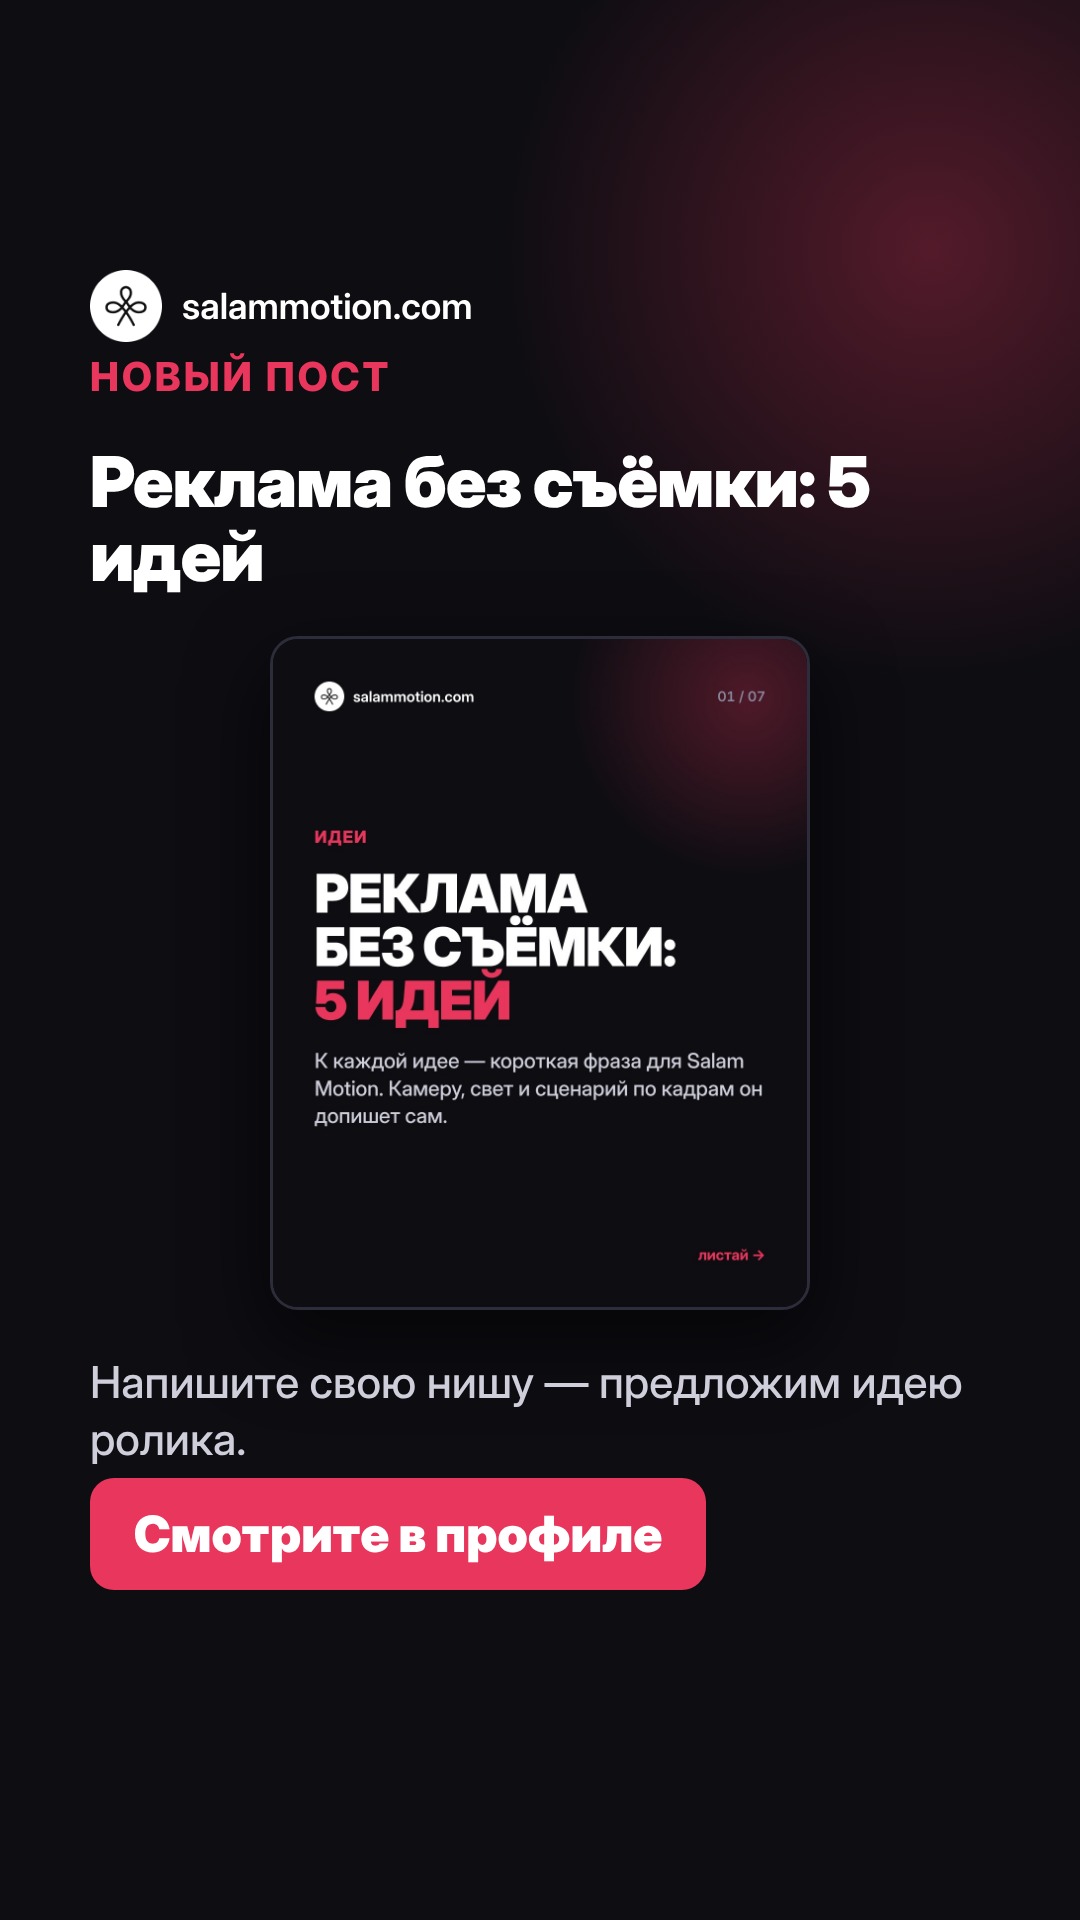 salammotion.com
НОВЫЙ ПОСТ
Реклама без съёмки: 5
идей
salammotion.com
01 / 07
ИДЕИ
РЕКЛАМА
БЕЗ СЪЁМКИ:
5 ИДЕЙ
К каждой идее — короткая фраза для Salam
Motion. Камеру, свет и сценарий по кадрам он
допишет сам.
листай →
Напишите свою нишу — предложим идею
ролика.
Смотрите в профиле